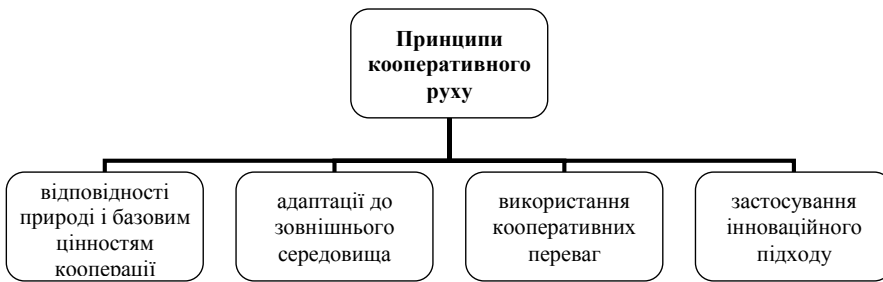 Принципи
кооперативного
руху
відповідності
природі і базовим
цінностям
кооперації
адаптації до
зовнішнього
середовища
використання
кооперативних
переваг
застосування
інноваційного
підходу